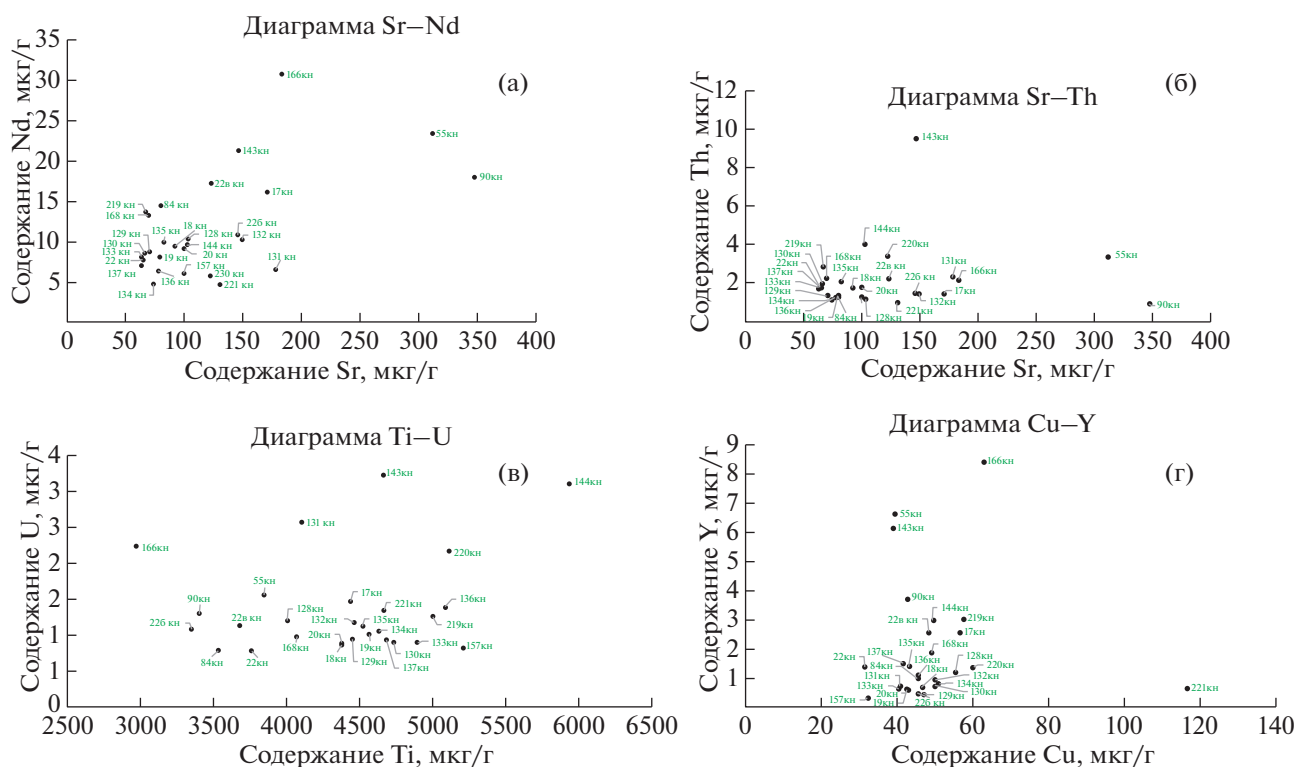 Диаграмма Sr–Nd
(а)
Содержание Nd, мкг/г
35
30
25
20
15
10
5
0
166кн
55кн
143кн
90кн
22в кн
17кн
84 кн
219 кн
168 кн
135 кн
18 кн
226 кн
129 кн
128 кн
132 кн
130 кн
144 кн
133 кн
19 кн
20 кн
22 кн
157 кн
131 кн
137 кн
136 кн
230 кн
134 кн
221 кн
0 50 100 150 200 250 300 350 400
Содержание Sr, мкг/г
Диаграмма Sr–Th
(б)
Содержание Th, мкг/г
12
10
8
6
4
2
0
143кн
144кн
220кн
55кн
219кн
130кн
168кн
22в кн
131кн
22кн
135кн
226 кн
166кн
137кн
18кн
133кн
129кн
20кн
17кн
134кн
132кн
90кн
136кн
221кн
19кн
84кн
128кн
50 100 150 200 250 300 350 400
Содержание Sr, мкг/г
Диаграмма Ti–U
(в)
Содержание U, мкг/г
4
4
3
3
2
2
1
1
0
143кн
144кн
131 кн
166кн
220кн
55кн
17кн
90кн
136кн
128кн
221кн
22в кн
132кн
135кн
226 кн
134кн
219кн
20кн
19кн
133кн
84кн
22кн
168кн
18кн
129кн
130кн
137кн
157кн
2500 3000 3500 4000 4500 5000 5500 6000 6500
Содержание Ti, мкг/г
Диаграмма Cu–Y
(г)
Содержание Y, мкг/г
9
8
7
6
5
4
3
2
1
0
166кн
55кн
143кн
90кн
144кн
219кн
22в кн
17кн
135кн
168кн
137кн
22кн
136кн
128кн
220кн
84кн
18кн
131кн
132кн
133кн
134кн
221кн
20кн
130кн
157кн
19кн
226 кн
129кн
20 40 60 80 100 120 140
Содержание Cu, мкг/г